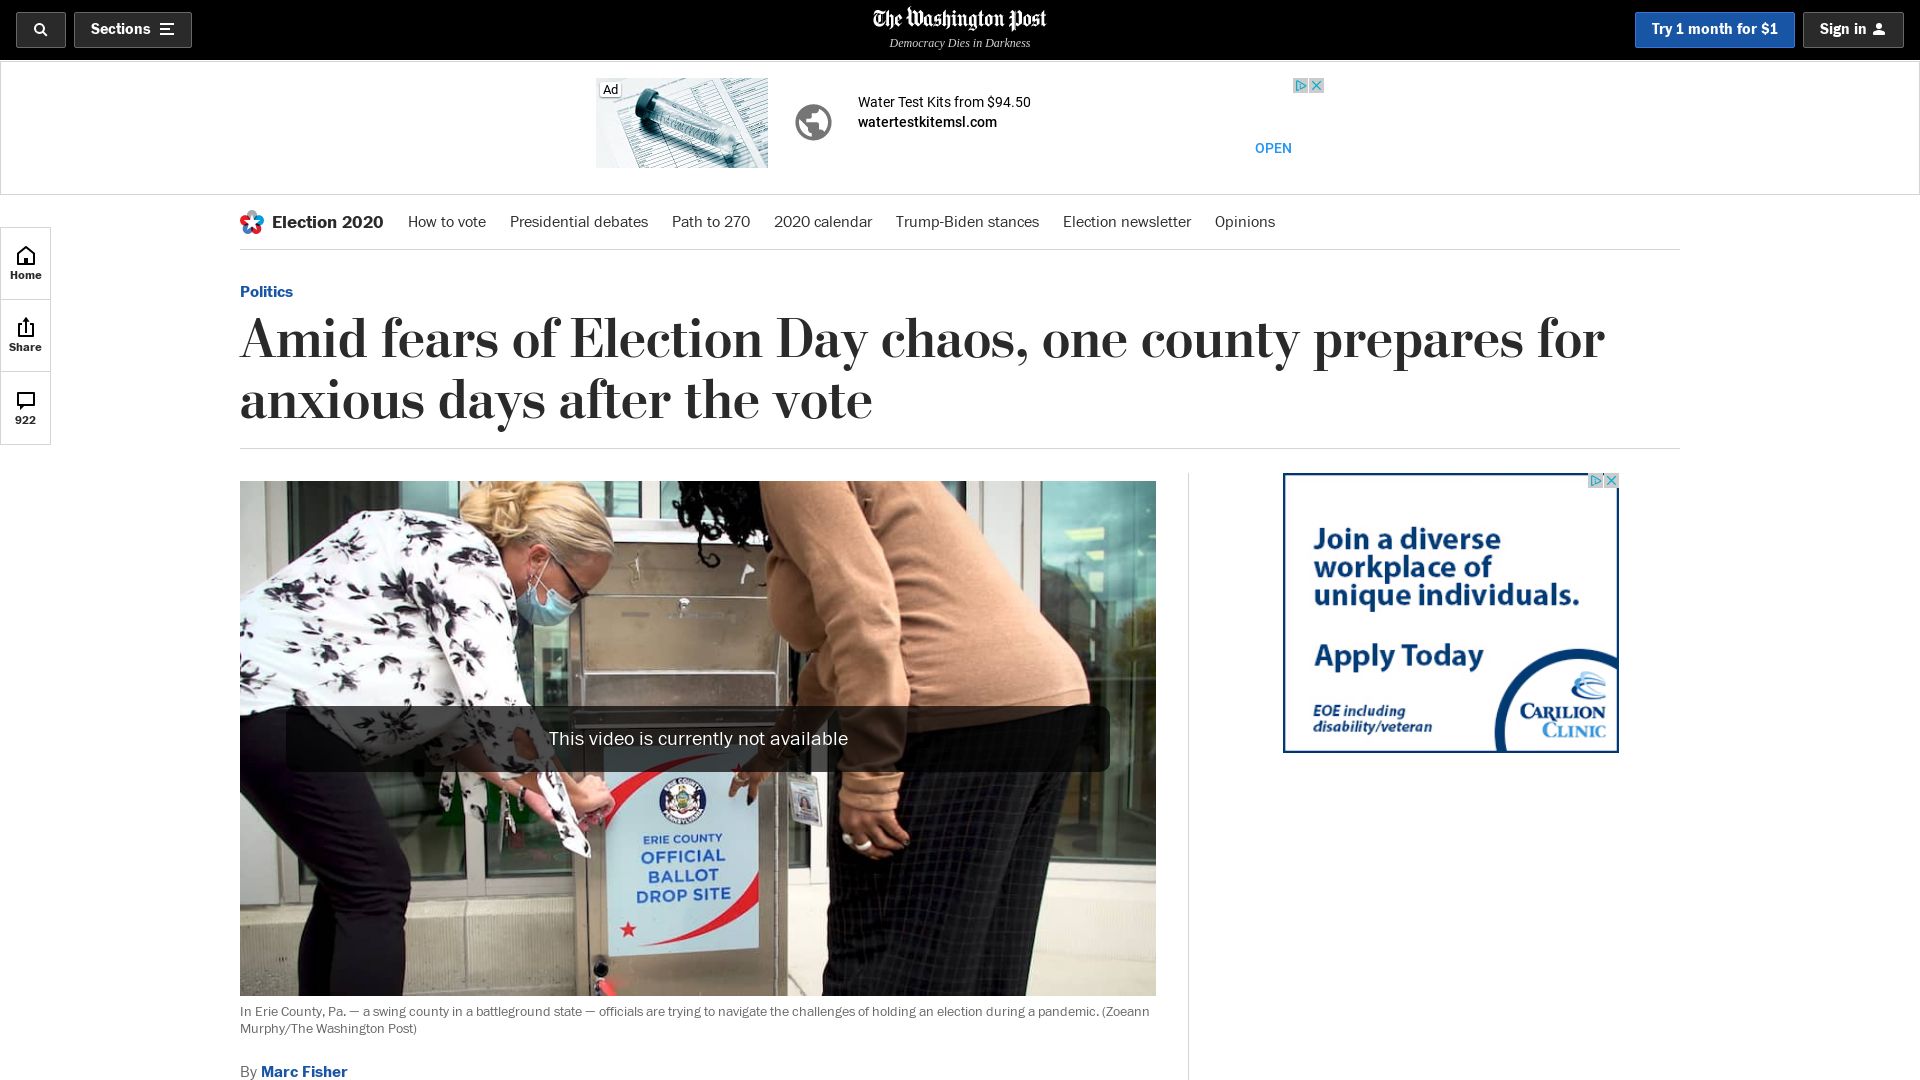 Sections
The Washington Post
Democracy Dies in Darkness
Try 1 month for $1
Sign in
Ad
Water Test Kits from $94.50
watertestkitemsl.com
OPEN
Election 2020
How to vote
Presidential debates
Path to 270
2020 calendar
Trump-Biden stances
Election newsletter
Opinions
Home
Share
922
Politics
Amid fears of Election Day chaos, one county prepares for
anxious days after the vote
This video is currently not available
ERIE COUNTY
PENNSYLVANIA
ERIE COUNTY
OFFICIAL
BALLOT
DROP SITE
In Erie County, Pa. — a swing county in a battleground state — officials are trying to navigate the challenges of holding an election during a pandemic. (Zoeann
Murphy/The Washington Post)
By Marc Fisher
Join a diverse
workplace of
unique individuals.
Apply Today
EOE including
disability/veteran
CARILION
CLINIC